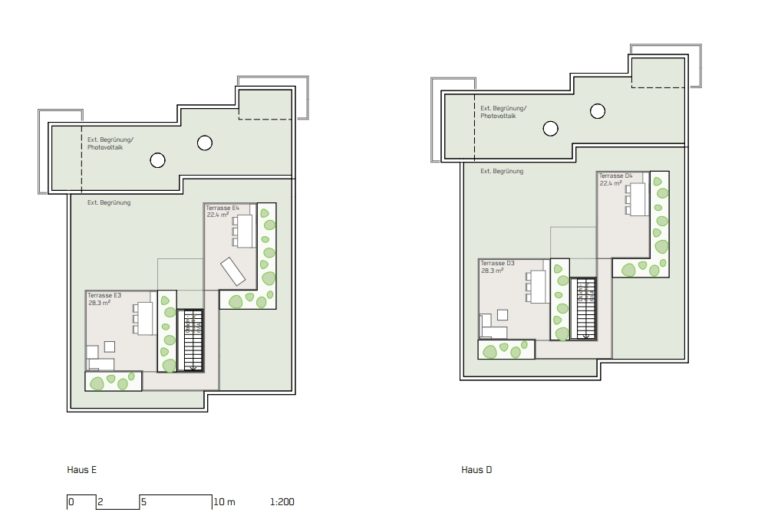 Ext. Begrünung/
Photovoltaik
Ext. Begrünung
Terrasse E4
22.4 m²
Terrasse E3
28.3 m²
Haus E
Ext. Begrünung/
Photovoltaik
Ext. Begrünung
Terrasse D4
22.4 m²
Terrasse D3
28.3 m²
Haus D
0 2 5 10 m 1:200